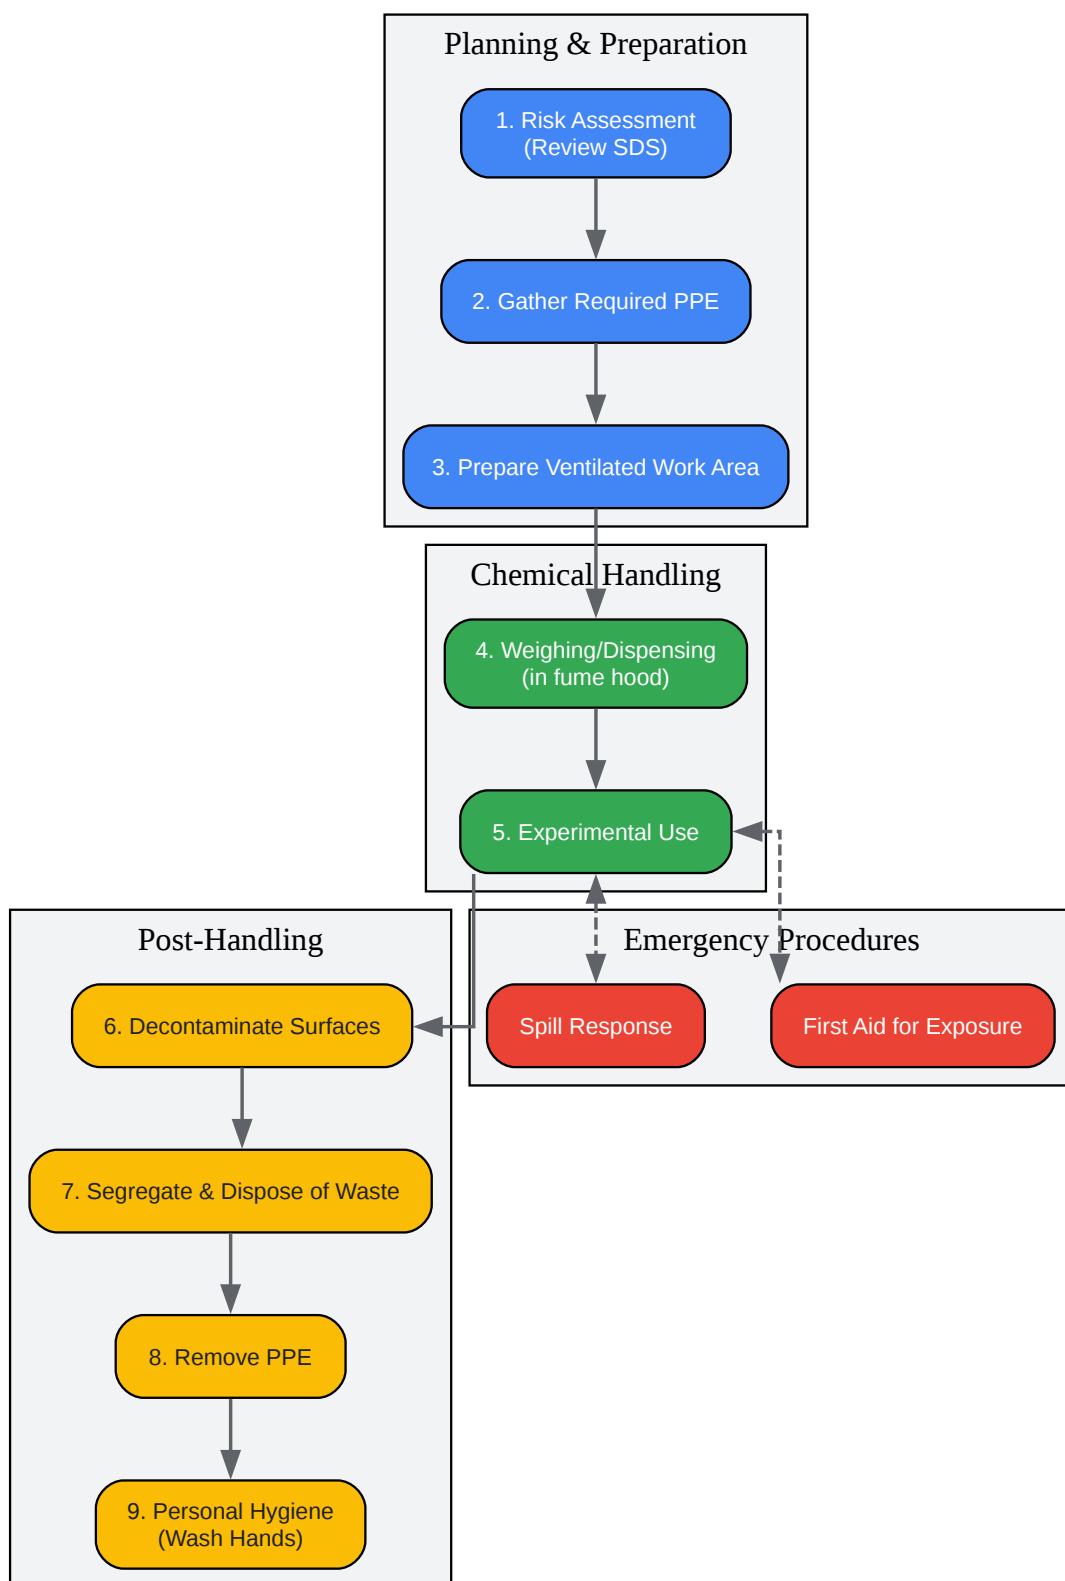 Planning & Preparation
1. Risk Assessment
(Review SDS)
2. Gather Required PPE
3. Prepare Ventilated Work Area
Chemical Handling
4. Weighing/Dispensing
(in fume hood)
5. Experimental Use
Post-Handling
6. Decontaminate Surfaces
7. Segregate & Dispose of Waste
8. Remove PPE
9. Personal Hygiene
(Wash Hands)
Emergency Procedures
Spill Response
First Aid for Exposure